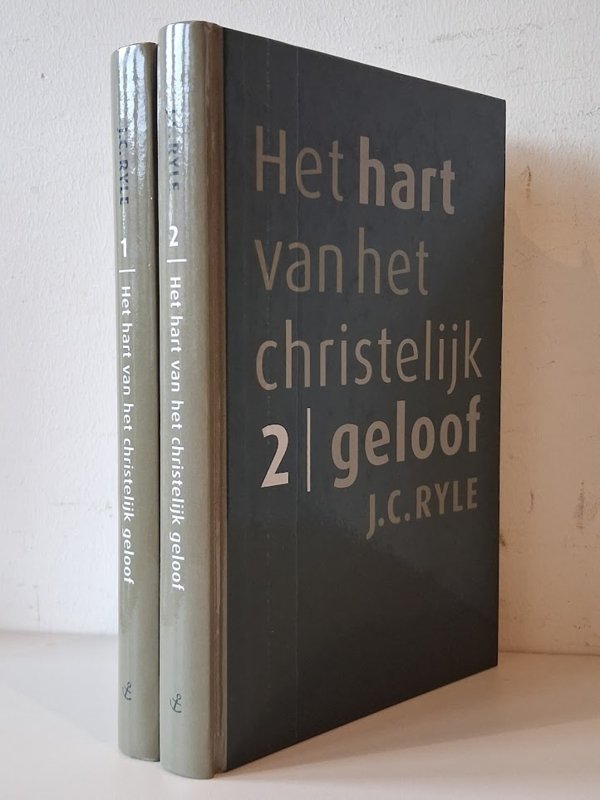 J.C. RYLE
1 | Het hart van het christelijk geloof
J.C. RYLE
2 | Het hart van het christelijk geloof
Het hart
van het
christelijk
2 | geloof
J.C. RYLE